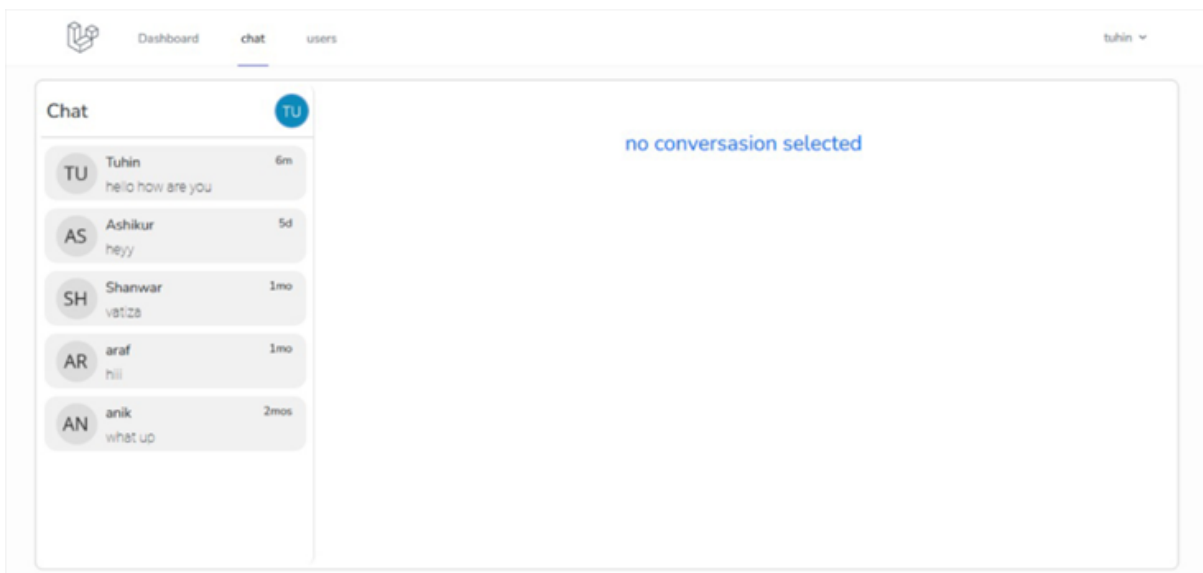 Dashboard chat users tuhin
Chat TU
no conversasion selected
TU Tuhin 6m
hello how are you
AS Ashikur 5d
heyy
SH Shanwar 1mo
vatiza
AR araf 1mo
hiii
AN anik 2mos
what up